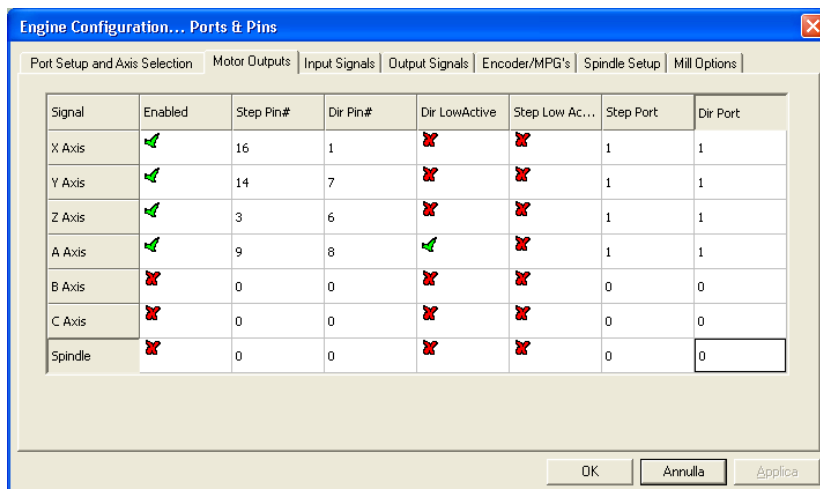 Engine Configuration... Ports & Pins
Port Setup and Axis Selection Motor Outputs Input Signals Output Signals Encoder/MPG's Spindle Setup Mill Options
Signal Enabled Step Pin# Dir Pin# Dir LowActive Step Low Ac... Step Port Dir Port
X Axis 16 1 1 1
Y Axis 14 7 1 1
Z Axis 3 6 1 1
A Axis 9 8 1 1
B Axis 0 0 0 0
C Axis 0 0 0 0
Spindle 0 0 0 0
OK Annulla Applica